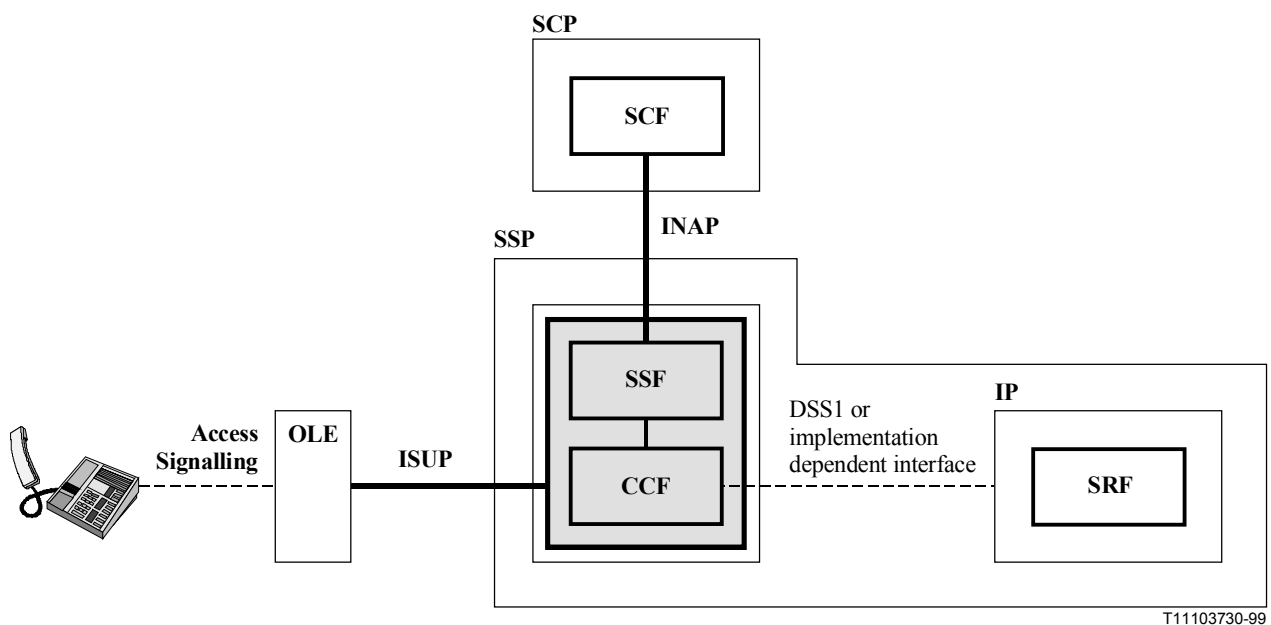 SCP
SCF
INAP
SSP
SSF
IP
DSS1 or
implementation
dependent interface
Access
Signalling
OLE
ISUP
CCF
SRF
T11103730-99